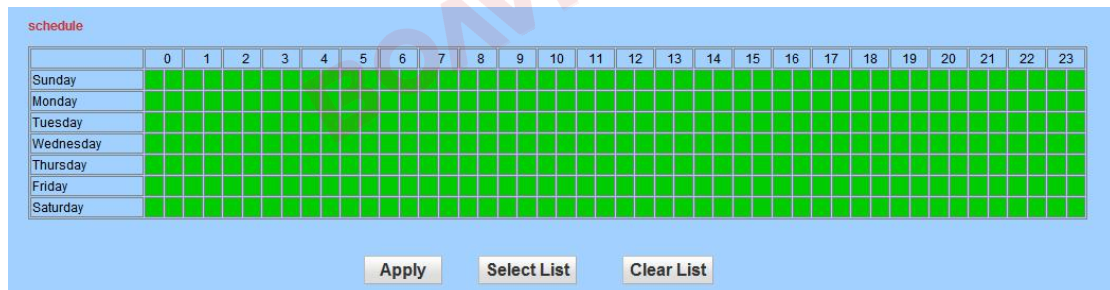 schedule
0 1 2 3 4 5 6 7 8 9 10 11 12 13 14 15 16 17 18 19 20 21 22 23
Sunday
Monday
Tuesday
Wednesday
Thursday
Friday
Saturday
Apply Select List Clear List